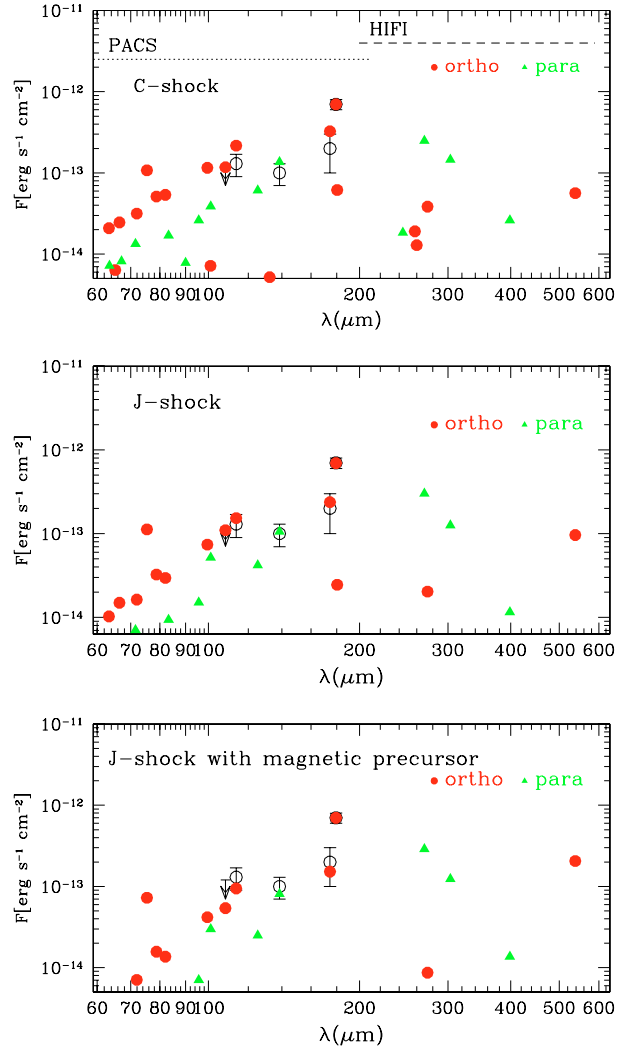 10⁻¹¹
HIFI
PACS
10⁻¹²
C−shock
ortho
para
10⁻¹³
10⁻¹⁴
F[erg s⁻¹ cm⁻²]
60 70 80 90 100 200 300 400 500 600
λ(μm)
10⁻¹¹
J−shock
ortho
para
10⁻¹²
10⁻¹³
10⁻¹⁴
F[erg s⁻¹ cm⁻²]
60 70 80 90 100 200 300 400 500 600
λ(μm)
10⁻¹¹
J−shock with magnetic precursor
ortho
para
10⁻¹²
10⁻¹³
10⁻¹⁴
F[erg s⁻¹ cm⁻²]
60 70 80 90 100 200 300 400 500 600
λ(μm)